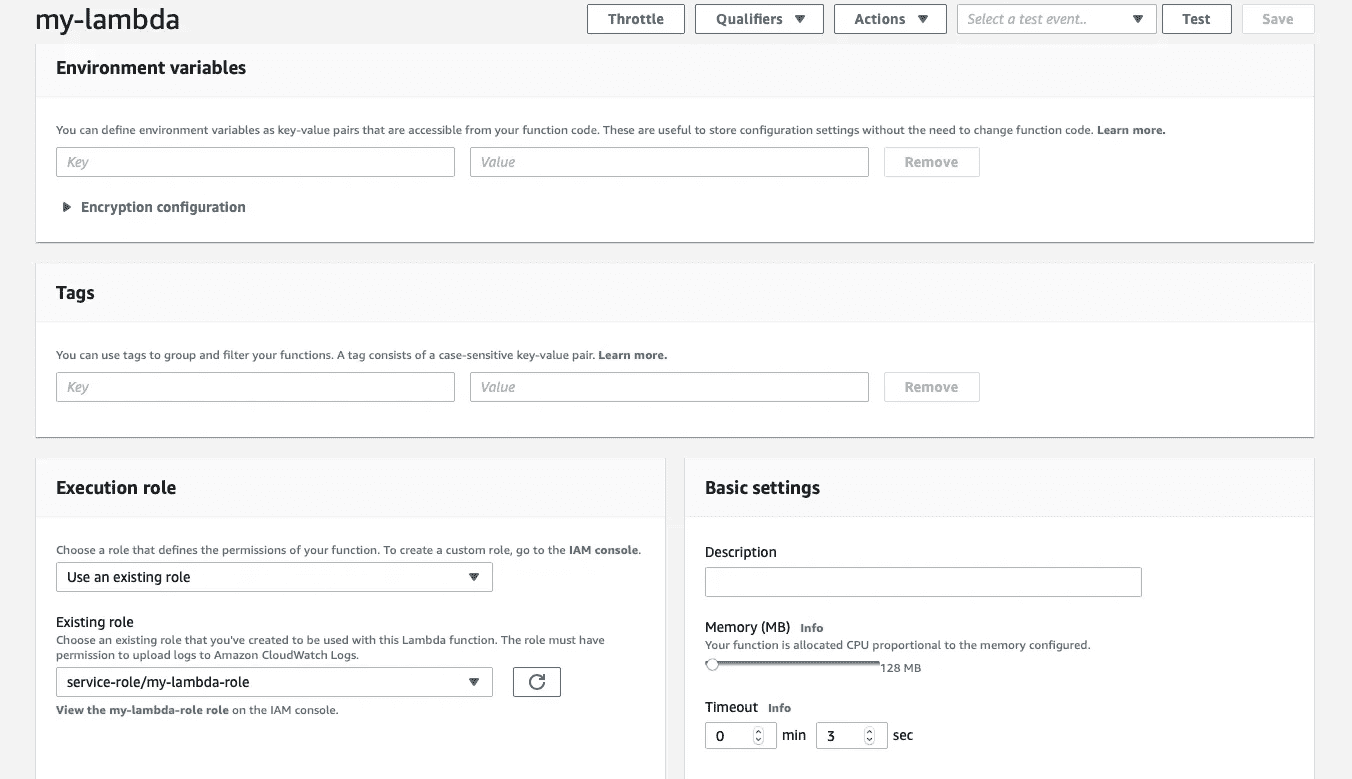 my-lambda
Throttle
Qualifiers
Actions
Select a test event..
Test
Save
Environment variables
You can define environment variables as key-value pairs that are accessible from your function code. These are useful to store configuration settings without the need to change function code. Learn more.
Key
Value
Remove
Encryption configuration
Tags
You can use tags to group and filter your functions. A tag consists of a case-sensitive key-value pair. Learn more.
Key
Value
Remove
Execution role
Choose a role that defines the permissions of your function. To create a custom role, go to the IAM console.
Use an existing role
Existing role
Choose an existing role that you've created to be used with this Lambda function. The role must have
permission to upload logs to Amazon CloudWatch Logs.
service-role/my-lambda-role
View the my-lambda-role role on the IAM console.
Basic settings
Description
Memory (MB) Info
Your function is allocated CPU proportional to the memory configured.
128 MB
Timeout Info
0 min 3 sec